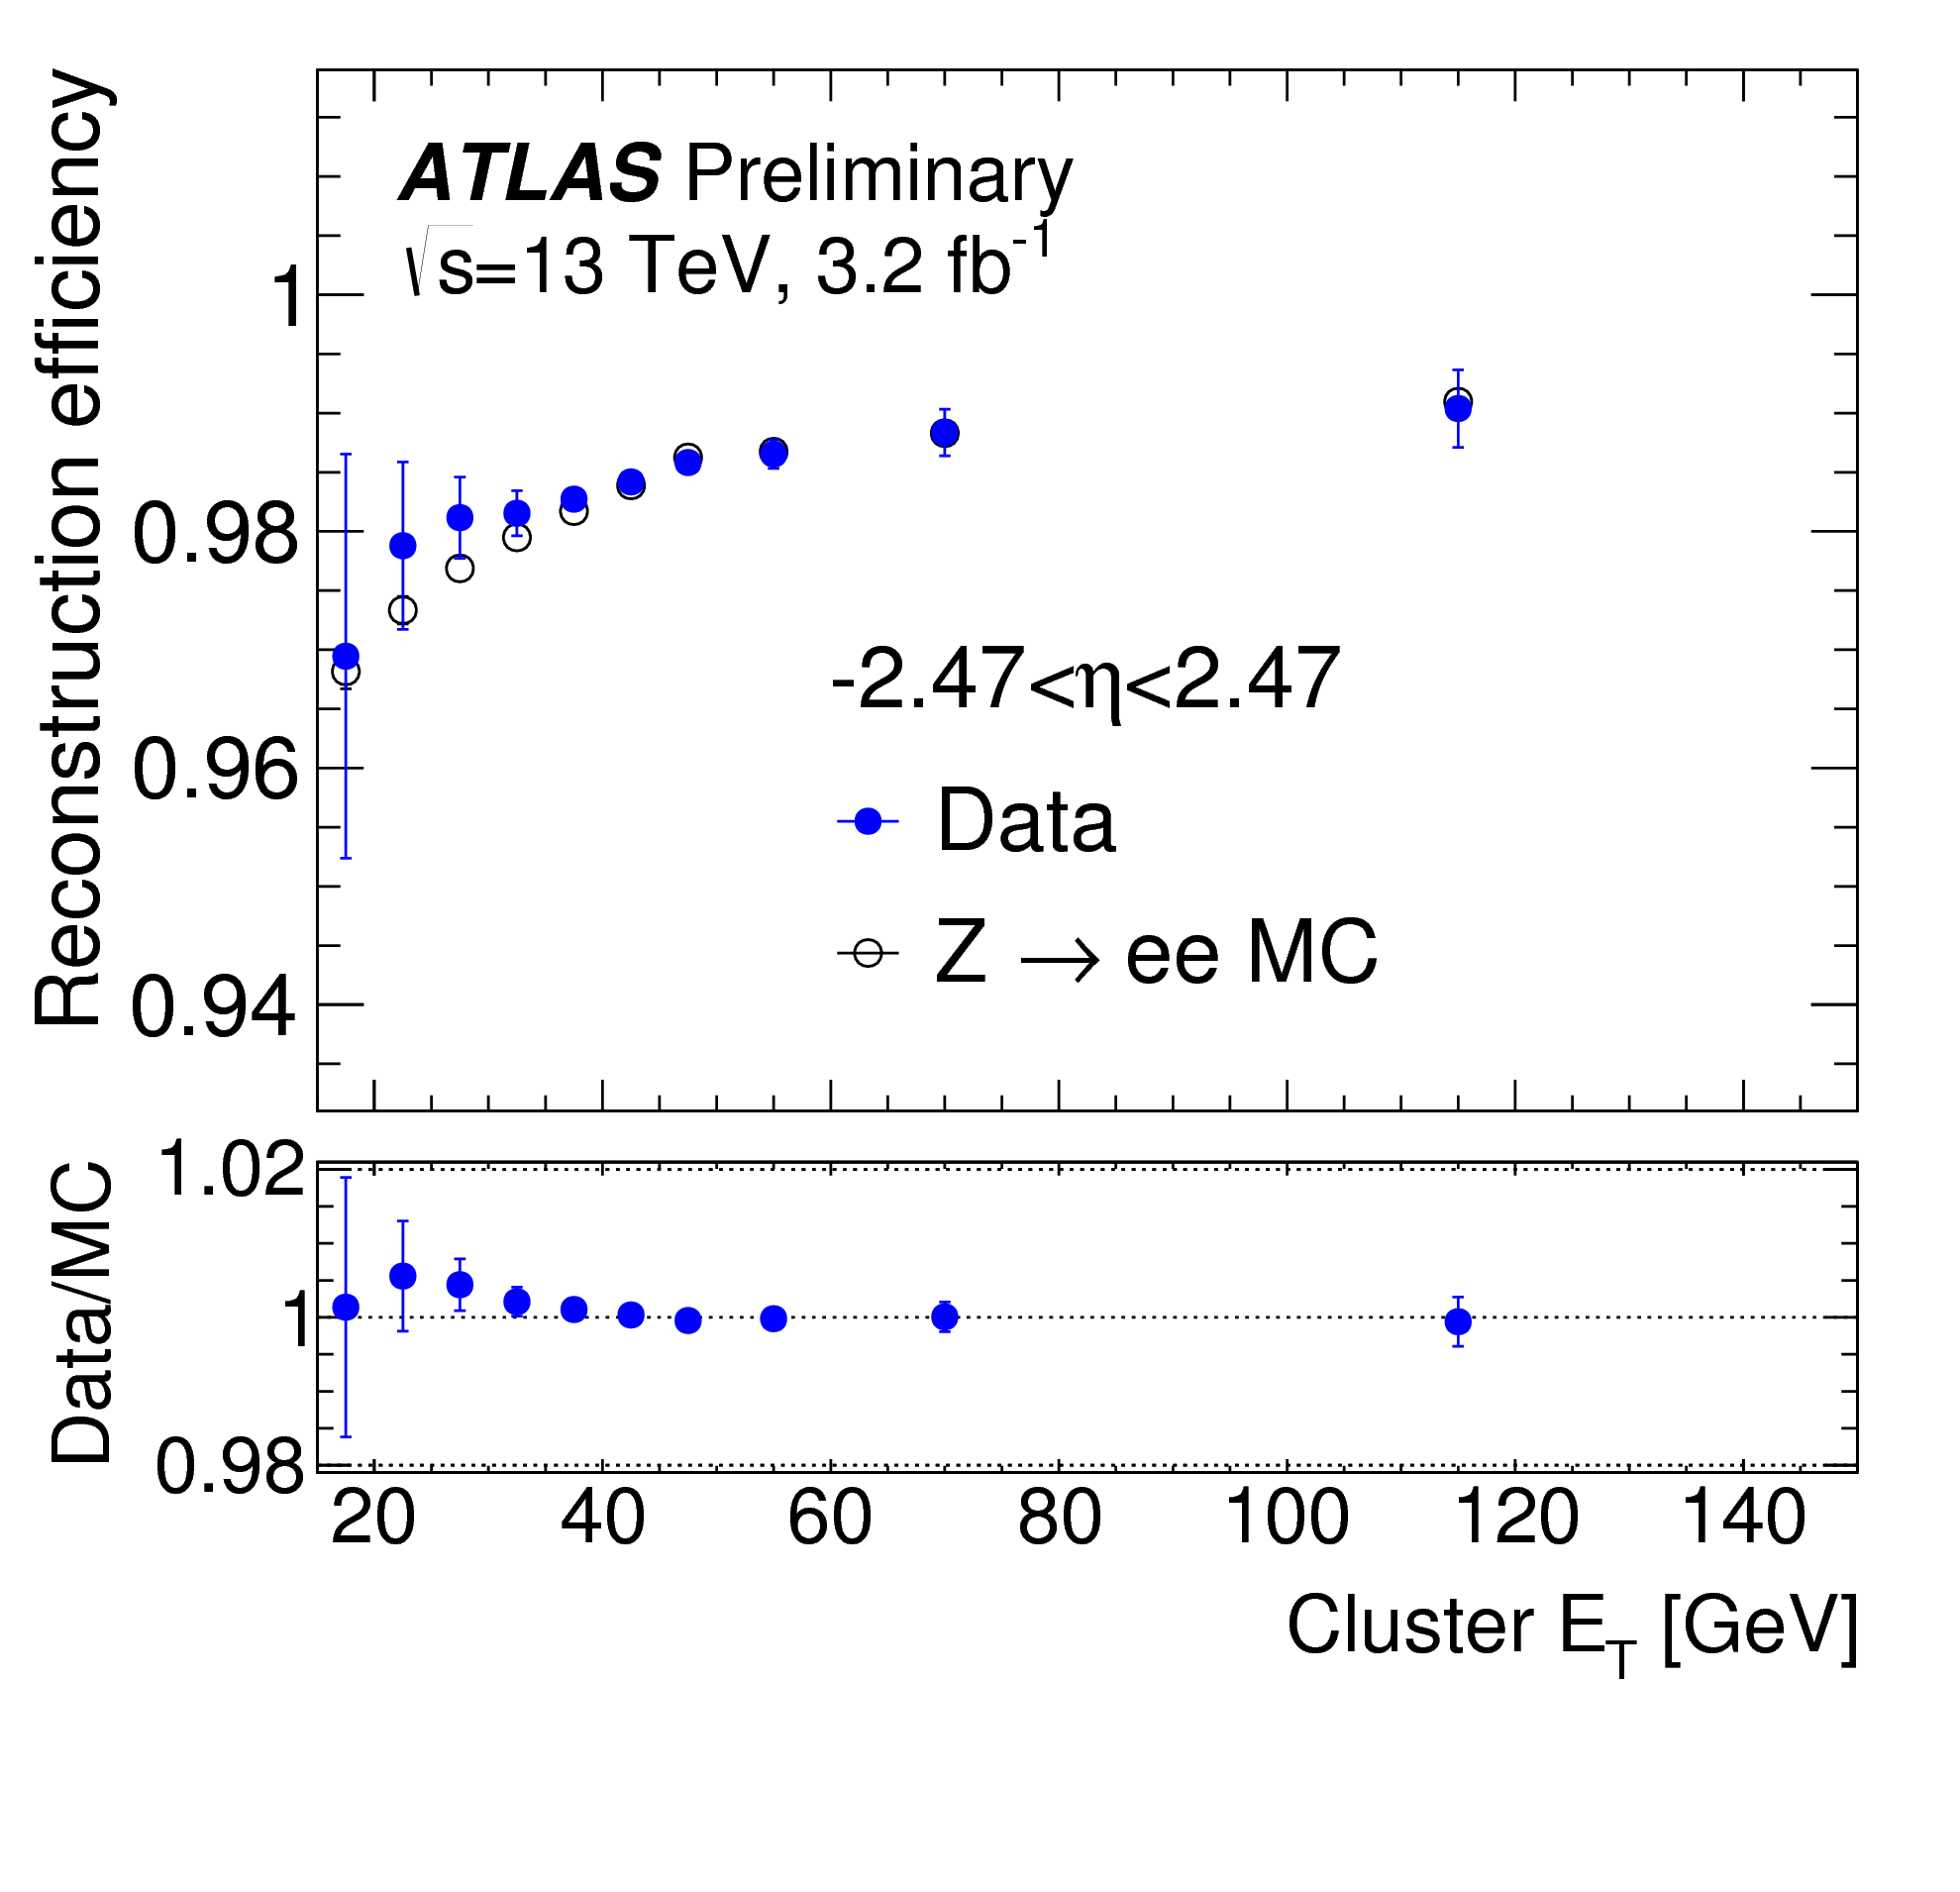 Reconstruction efficiency
ATLAS Preliminary
√s=13 TeV, 3.2 fb-1
1
0.98
0.96
0.94
-2.47<η<2.47
Data
Z → ee MC
Data/MC
1.02
1
0.98
20 40 60 80 100 120 140
Cluster ET [GeV]